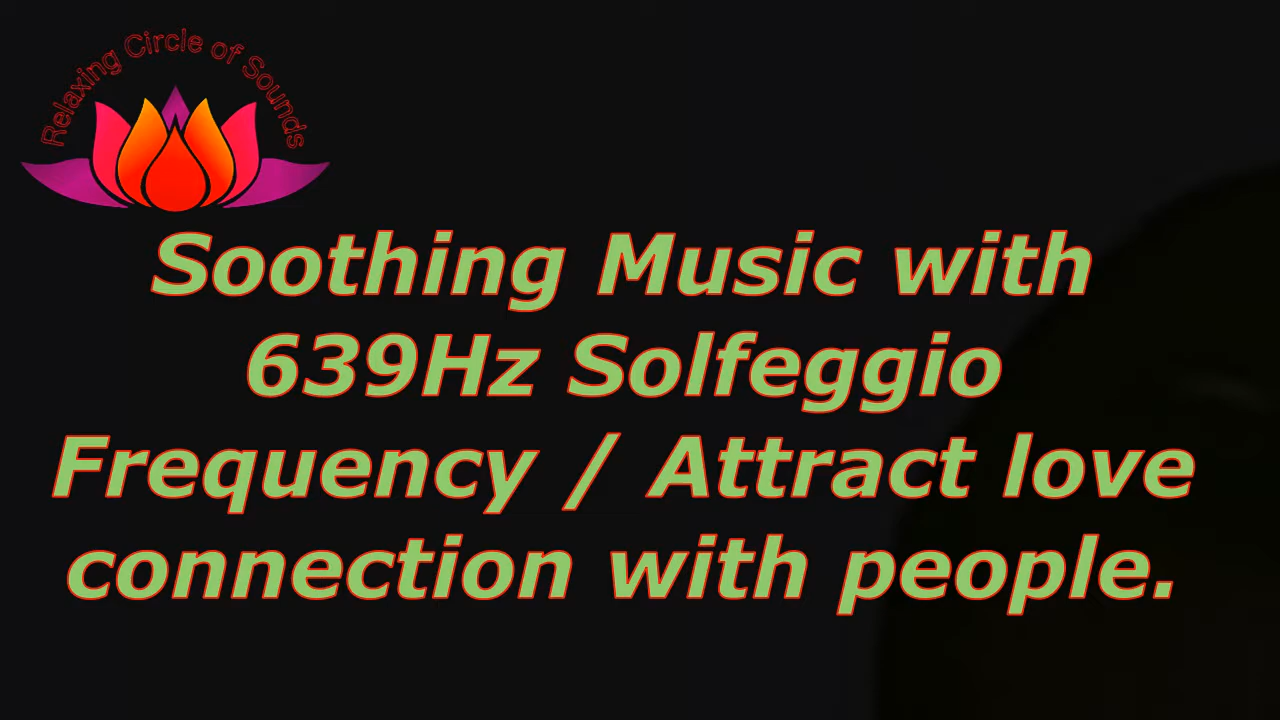 Relaxing Circle of Sounds
Soothing Music with
639Hz Solfeggio
Frequency / Attract love
connection with people.